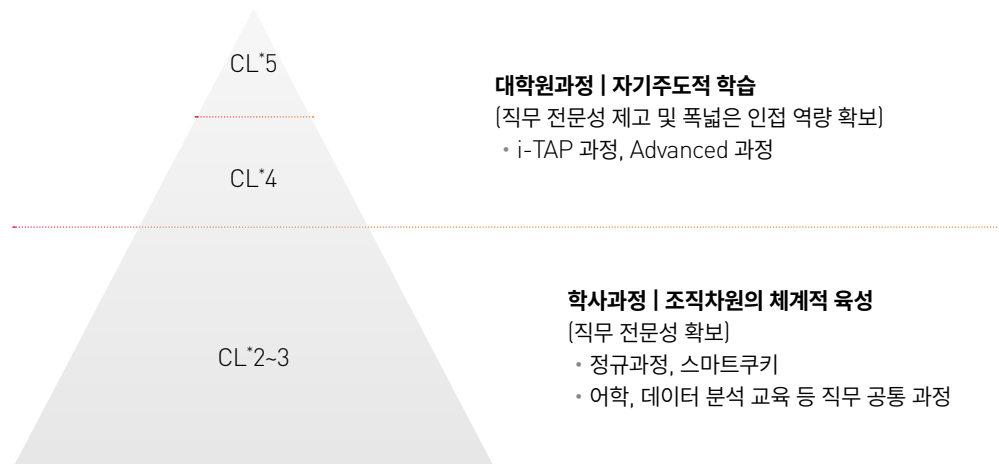 CL*5
대학원과정 | 자기주도적 학습
(직무 전문성 제고 및 폭넓은 인접 역량 확보)
• i-TAP 과정, Advanced 과정
CL*4
학사과정 | 조직차원의 체계적 육성
(직무 전문성 확보)
• 정규과정, 스마트쿠키
• 어학, 데이터 분석 교육 등 직무 공통 과정
CL*2~3